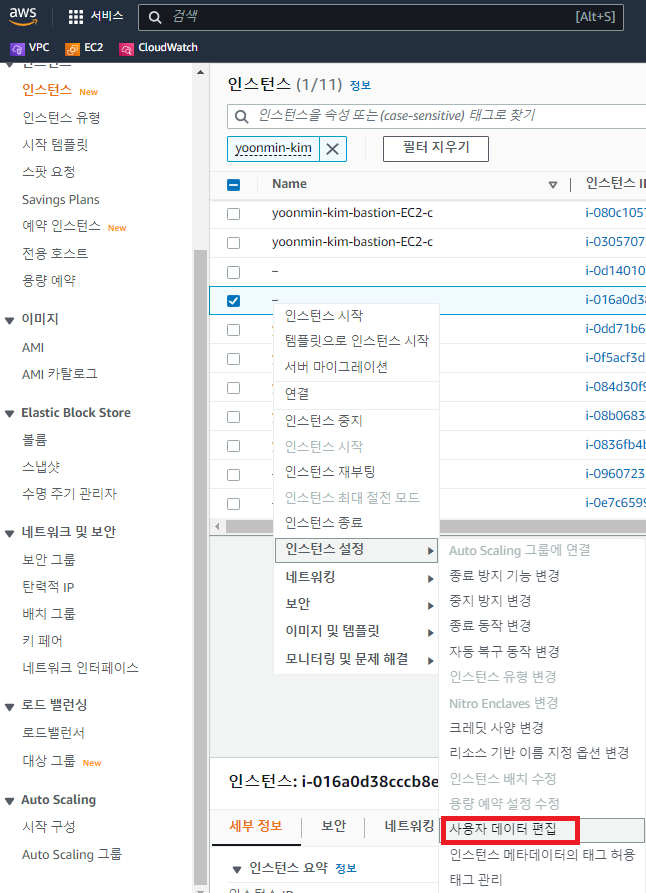 aws
서비스
검색
[Alt+S]
VPC
EC2
CloudWatch
인스턴스
인스턴스 New
인스턴스 유형
시작 템플릿
스팟 요청
Savings Plans
예약 인스턴스 New
전용 호스트
용량 예약
이미지
AMI
AMI 카탈로그
Elastic Block Store
볼륨
스냅샷
수명 주기 관리자
네트워크 및 보안
보안 그룹
탄력적 IP
배치 그룹
키 페어
네트워크 인터페이스
로드 밸런싱
로드밸런서
대상 그룹 New
Auto Scaling
시작 구성
Auto Scaling 그룹
인스턴스 (1/11) 정보
인스턴스을 속성 또는 (case-sensitive) 태그로 찾기
yoonmin-kim
필터 지우기
Name
인스턴스 ID
yoonmin-kim-bastion-EC2-c
i-080c105
yoonmin-kim-bastion-EC2-c
i-0305707
–
i-0d14010
–
i-016a0d38
i-0dd71b6
i-0f5acf3d
i-084d30f9
i-08b0683
i-0836fb4b
i-0960723
i-0e7c6599
인스턴스 시작
템플릿으로 인스턴스 시작
서버 마이그레이션
연결
인스턴스 중지
인스턴스 시작
인스턴스 재부팅
인스턴스 최대 절전 모드
인스턴스 종료
인스턴스 설정
네트워킹
보안
이미지 및 템플릿
모니터링 및 문제 해결
Auto Scaling 그룹에 연결
종료 방지 기능 변경
중지 방지 변경
종료 동작 변경
자동 복구 동작 변경
인스턴스 유형 변경
Nitro Enclaves 변경
크레딧 사양 변경
리소스 기반 이름 지정 옵션 변경
인스턴스 배치 수정
용량 예약 설정 수정
사용자 데이터 편집
인스턴스 메타데이터의 태그 허용
태그 관리
인스턴스: i-016a0d38cccb8e
세부 정보
보안
네트워킹
인스턴스 요약 정보
인스턴스 ID